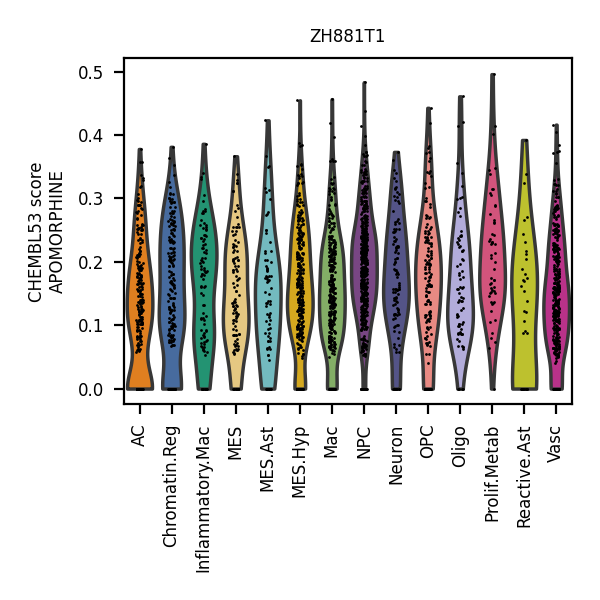 ZH881T1
CHEMBL53 score
APOMORPHINE
0.5
0.4
0.3
0.2
0.1
0.0
AC
Chromatin.Reg
Inflammatory.Mac
MES
MES.Ast
MES.Hyp
Mac
NPC
Neuron
OPC
Oligo
Prolif.Metab
Reactive.Ast
Vasc